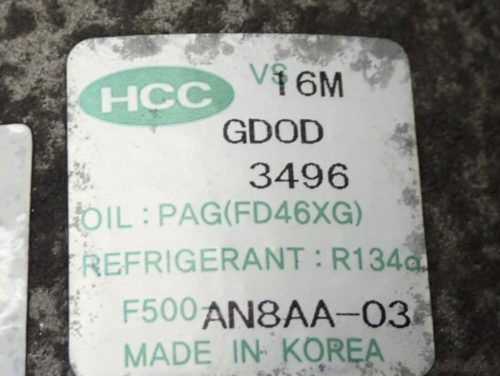 HCC VS16M
GDOD
3496
OIL : PAG(FD46XG)
REFRIGERANT : R134a
F500-AN8AA-03
MADE IN KOREA